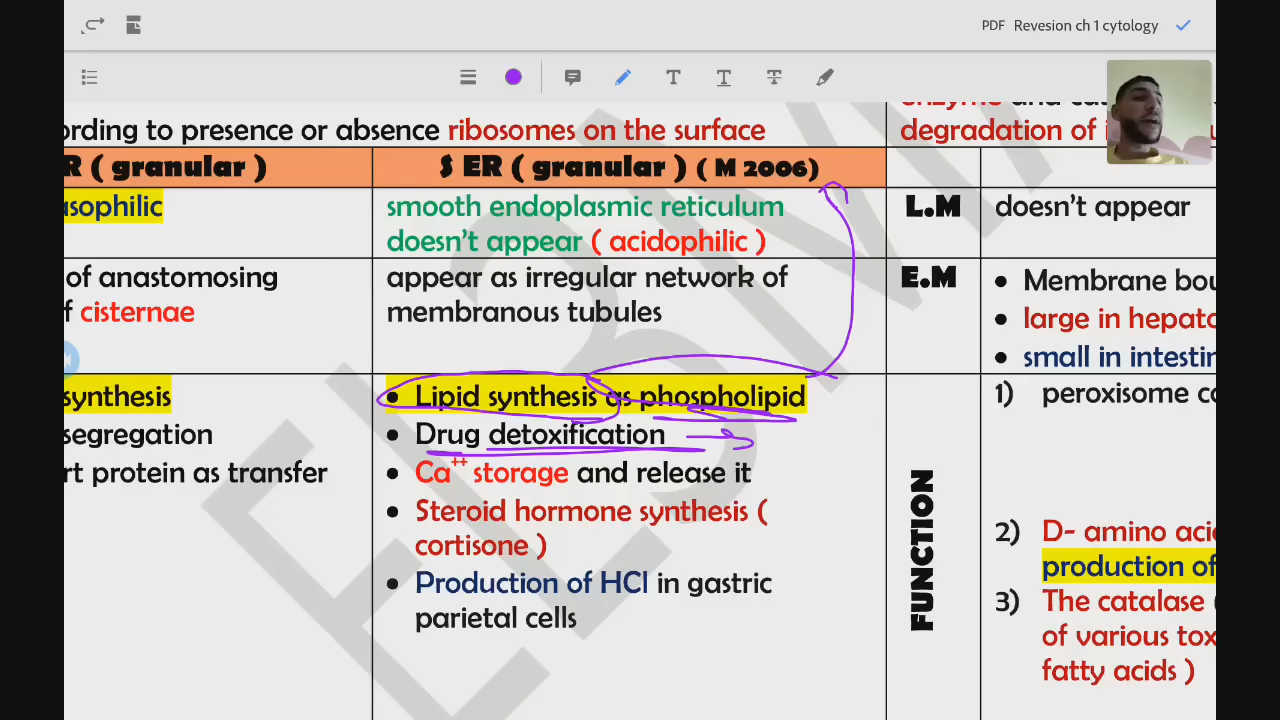 PDF Revesion ch 1 cytology
ording to presence or absence ribosomes on the surface
R ( granular )
asophilic
of anastomosing
f cisternae
synthesis
segregation
rt protein as transfer
S ER ( granular ) ( M 2006 )
smooth endoplasmic reticulum
doesn't appear ( acidophilic )
appear as irregular network of
membranous tubules
• Lipid synthesis as phospholipid
• Drug detoxification
• Ca++ storage and release it
• Steroid hormone synthesis (
cortisone )
• Production of HCl in gastric
parietal cells
degradation of
L.M doesn't appear
E.M
• Membrane bou
• large in hepato
• small in intestin
FUNCTION
1) peroxisome co
2) D- amino aci
production of
3) The catalase
of various tox
fatty acids )